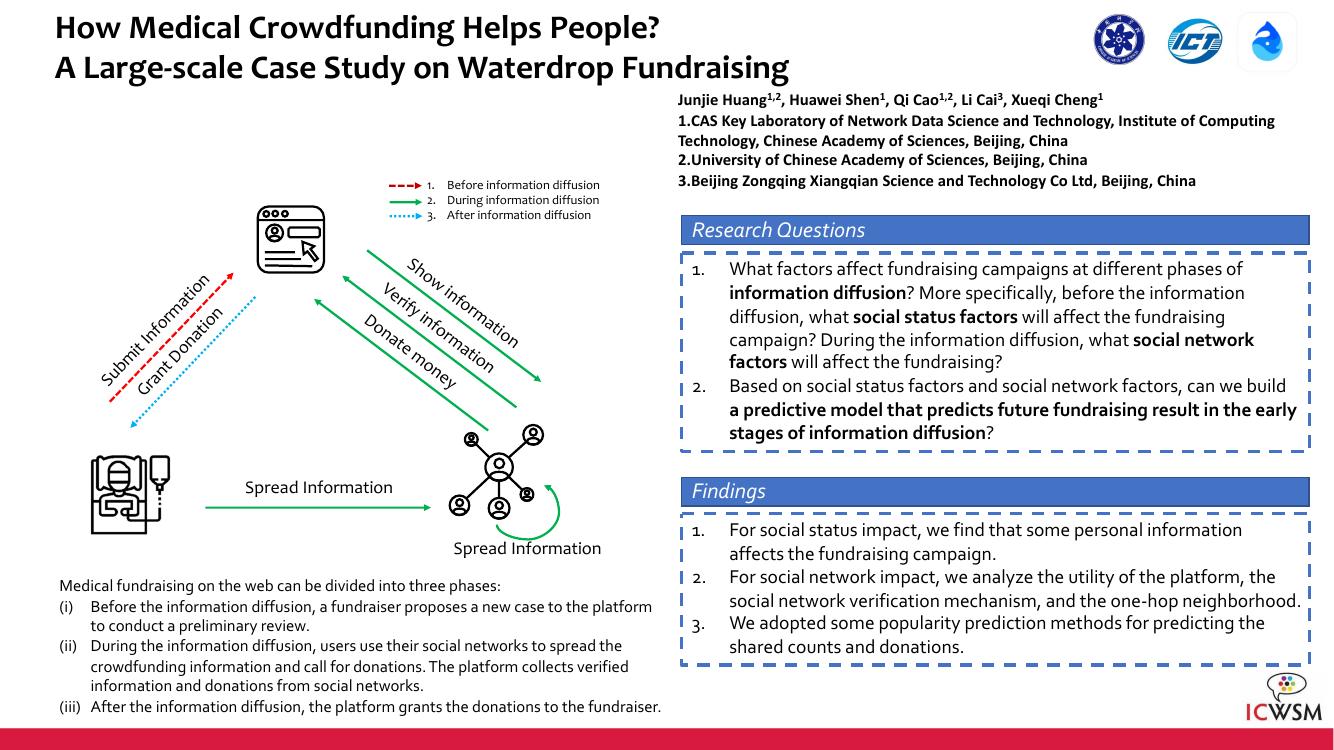 How Medical Crowdfunding Helps People?
A Large-scale Case Study on Waterdrop Fundraising
ICT
Junjie Huang1,2, Huawei Shen1, Qi Cao1,2, Li Cai3, Xueqi Cheng1
1.CAS Key Laboratory of Network Data Science and Technology, Institute of Computing
Technology, Chinese Academy of Sciences, Beijing, China
2.University of Chinese Academy of Sciences, Beijing, China
3.Beijing Zongqing Xiangqian Science and Technology Co Ltd, Beijing, China
1. Before information diffusion
2. During information diffusion
3. After information diffusion
Submit Information
Grant Donation
Show information
Verify information
Donate money
Spread Information
Spread Information
Medical fundraising on the web can be divided into three phases:
(i) Before the information diffusion, a fundraiser proposes a new case to the platform
to conduct a preliminary review.
(ii) During the information diffusion, users use their social networks to spread the
crowdfunding information and call for donations. The platform collects verified
information and donations from social networks.
(iii) After the information diffusion, the platform grants the donations to the fundraiser.
Research Questions
1. What factors affect fundraising campaigns at different phases of
information diffusion? More specifically, before the information
diffusion, what social status factors will affect the fundraising
campaign? During the information diffusion, what social network
factors will affect the fundraising?
2. Based on social status factors and social network factors, can we build
a predictive model that predicts future fundraising result in the early
stages of information diffusion?
Findings
1. For social status impact, we find that some personal information
affects the fundraising campaign.
2. For social network impact, we analyze the utility of the platform, the
social network verification mechanism, and the one-hop neighborhood.
3. We adopted some popularity prediction methods for predicting the
shared counts and donations.
ICWSM